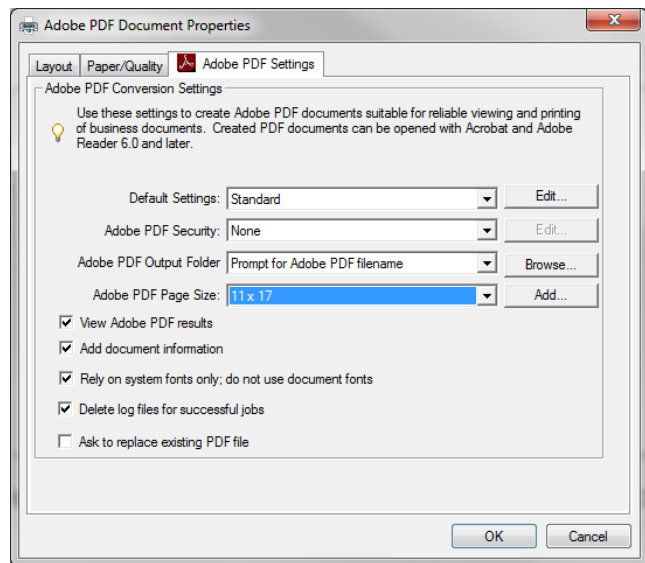 Adobe PDF Document Properties
Layout
Paper/Quality
Adobe PDF Settings
Adobe PDF Conversion Settings
Use these settings to create Adobe PDF documents suitable for reliable viewing and printing
of business documents. Created PDF documents can be opened with Acrobat and Adobe
Reader 6.0 and later.
Default Settings: Standard Edit...
Adobe PDF Security: None Edit...
Adobe PDF Output Folder Prompt for Adobe PDF filename Browse...
Adobe PDF Page Size: 11 x 17 Add...
View Adobe PDF results
Add document information
Rely on system fonts only; do not use document fonts
Delete log files for successful jobs
Ask to replace existing PDF file
OK Cancel